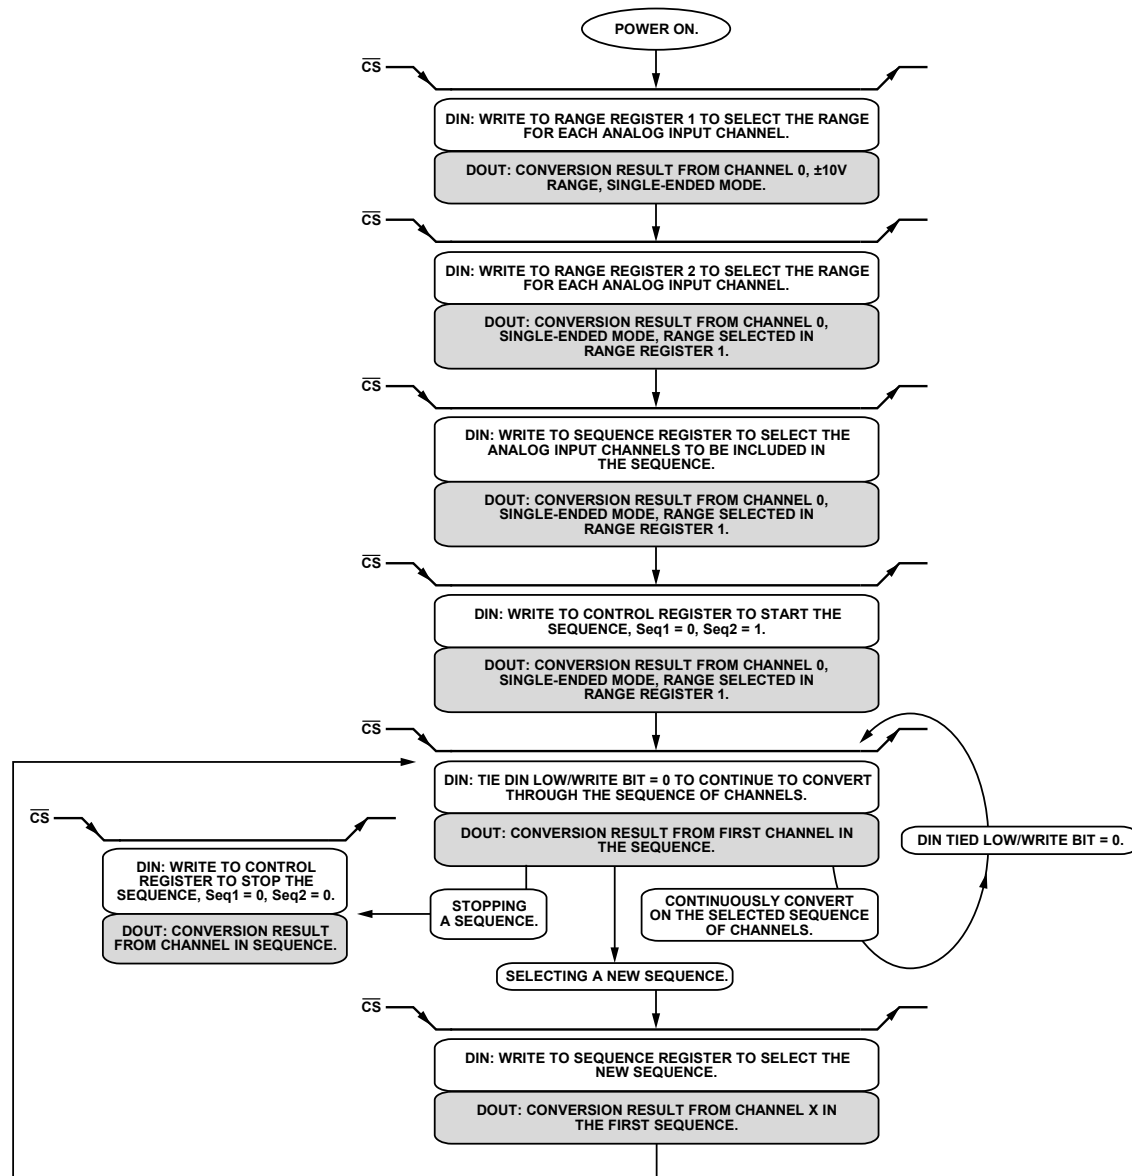 POWER ON.
CS
DIN: WRITE TO RANGE REGISTER 1 TO SELECT THE RANGE
FOR EACH ANALOG INPUT CHANNEL.
DOUT: CONVERSION RESULT FROM CHANNEL 0, ±10V
RANGE, SINGLE-ENDED MODE.
CS
DIN: WRITE TO RANGE REGISTER 2 TO SELECT THE RANGE
FOR EACH ANALOG INPUT CHANNEL.
DOUT: CONVERSION RESULT FROM CHANNEL 0,
SINGLE-ENDED MODE, RANGE SELECTED IN
RANGE REGISTER 1.
CS
DIN: WRITE TO SEQUENCE REGISTER TO SELECT THE
ANALOG INPUT CHANNELS TO BE INCLUDED IN
THE SEQUENCE.
DOUT: CONVERSION RESULT FROM CHANNEL 0,
SINGLE-ENDED MODE, RANGE SELECTED IN
RANGE REGISTER 1.
CS
DIN: WRITE TO CONTROL REGISTER TO START THE
SEQUENCE, Seq1 = 0, Seq2 = 1.
DOUT: CONVERSION RESULT FROM CHANNEL 0,
SINGLE-ENDED MODE, RANGE SELECTED IN
RANGE REGISTER 1.
CS
DIN: TIE DIN LOW/WRITE BIT = 0 TO CONTINUE TO CONVERT
THROUGH THE SEQUENCE OF CHANNELS.
DOUT: CONVERSION RESULT FROM FIRST CHANNEL IN
THE SEQUENCE.
DIN TIED LOW/WRITE BIT = 0.
CS
DIN: WRITE TO CONTROL
REGISTER TO STOP THE
SEQUENCE, Seq1 = 0, Seq2 = 0.
DOUT: CONVERSION RESULT
FROM CHANNEL IN SEQUENCE.
STOPPING
A SEQUENCE.
CONTINUOUSLY CONVERT
ON THE SELECTED SEQUENCE
OF CHANNELS.
SELECTING A NEW SEQUENCE.
CS
DIN: WRITE TO SEQUENCE REGISTER TO SELECT THE
NEW SEQUENCE.
DOUT: CONVERSION RESULT FROM CHANNEL X IN
THE FIRST SEQUENCE.